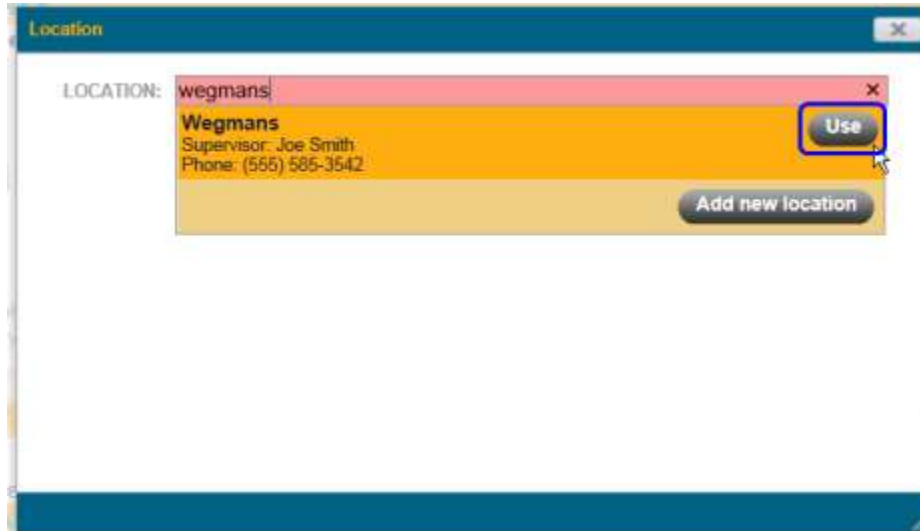 Location
LOCATION: wegmans
Wegmans
Use
Supervisor: Joe Smith
Phone: (555) 585-3542
Add new location